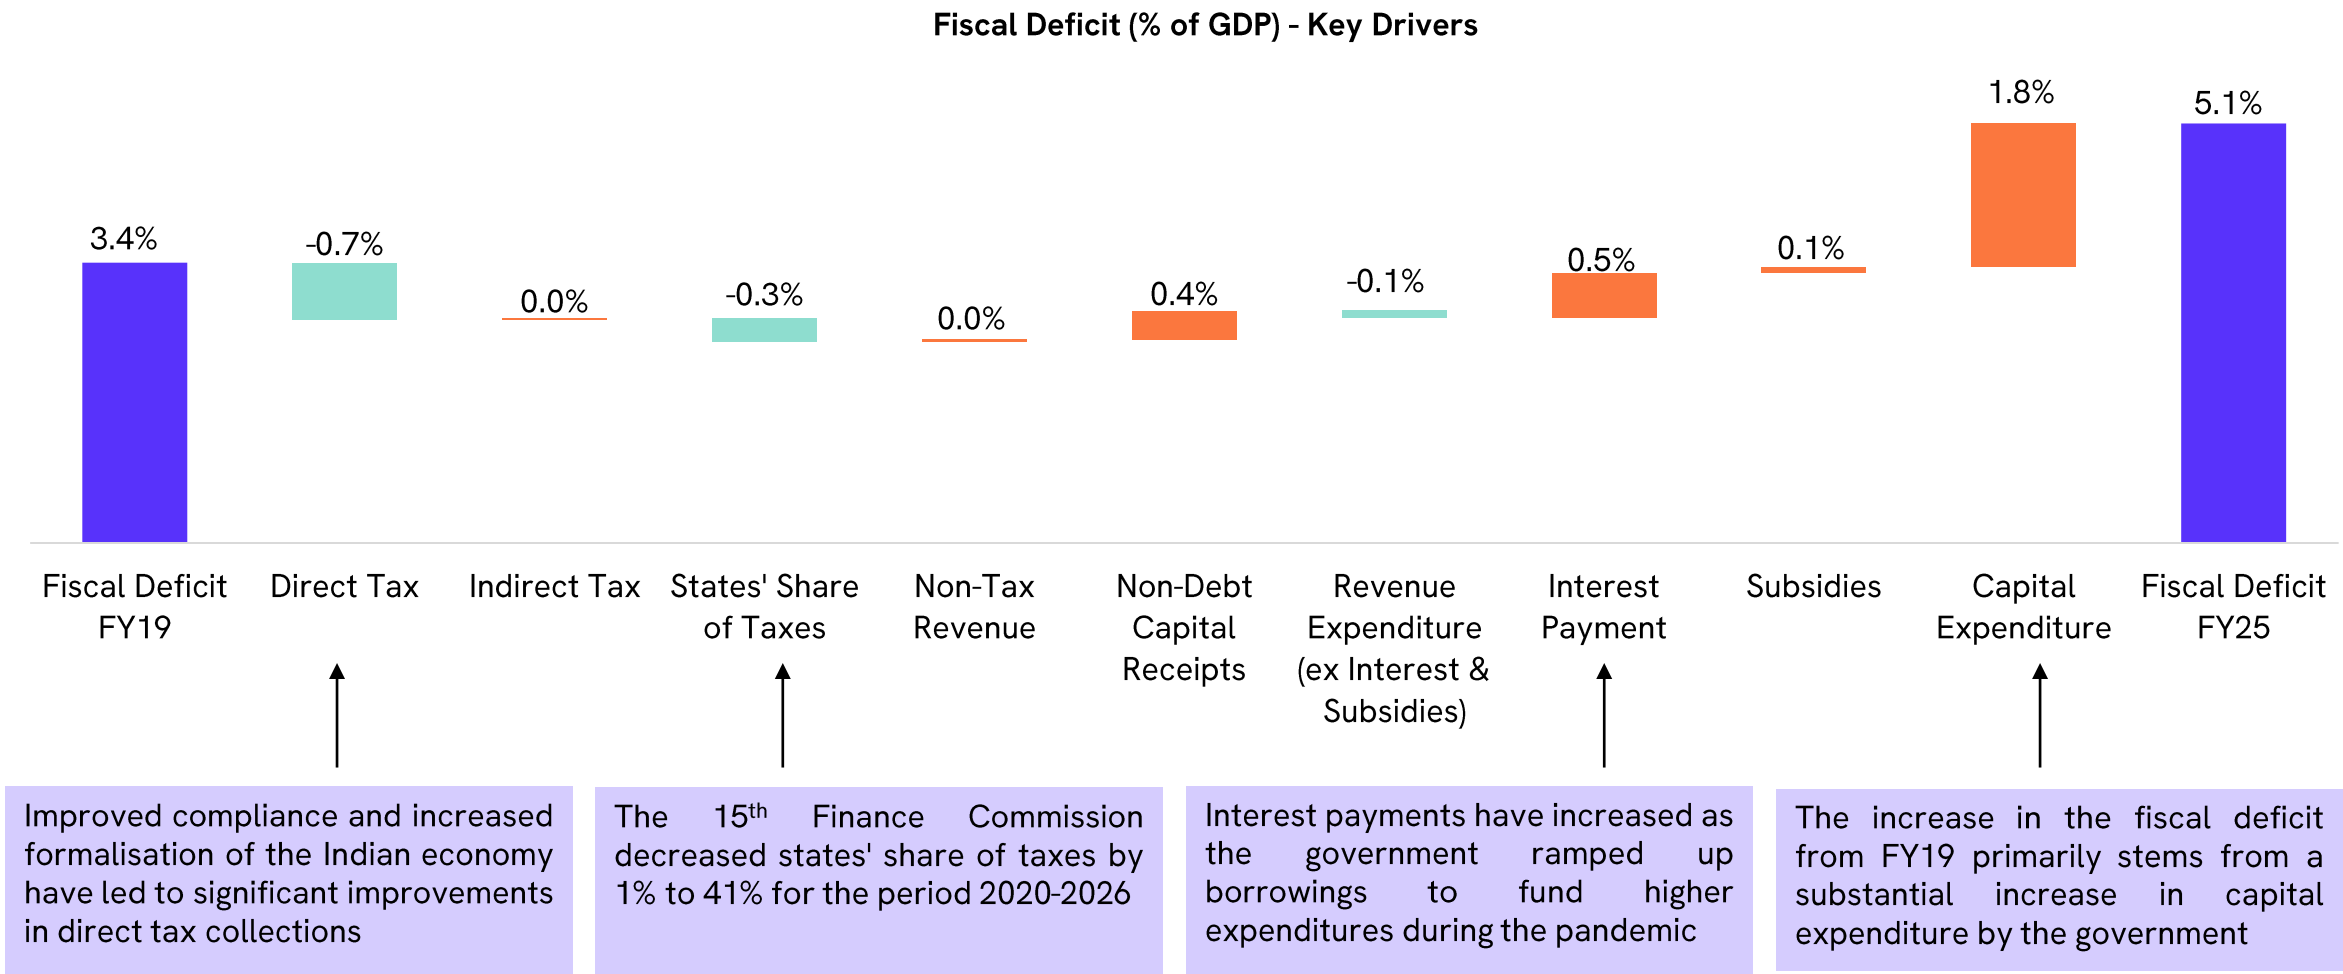 Fiscal Deficit (% of GDP) - Key Drivers
3.4%
-0.7%
0.0%
-0.3%
0.0%
0.4%
-0.1%
0.5%
0.1%
1.8%
5.1%
Fiscal Deficit
FY19
Direct Tax
Indirect Tax
States' Share
of Taxes
Non-Tax
Revenue
Non-Debt
Capital
Receipts
Revenue
Expenditure
(ex Interest &
Subsidies)
Interest
Payment
Subsidies
Capital
Expenditure
Fiscal Deficit
FY25
Improved compliance and increased
formalisation of the Indian economy
have led to significant improvements
in direct tax collections
The 15th Finance Commission
decreased states' share of taxes by
1% to 41% for the period 2020-2026
Interest payments have increased as
the government ramped up
borrowings to fund higher
expenditures during the pandemic
The increase in the fiscal deficit
from FY19 primarily stems from a
substantial increase in capital
expenditure by the government